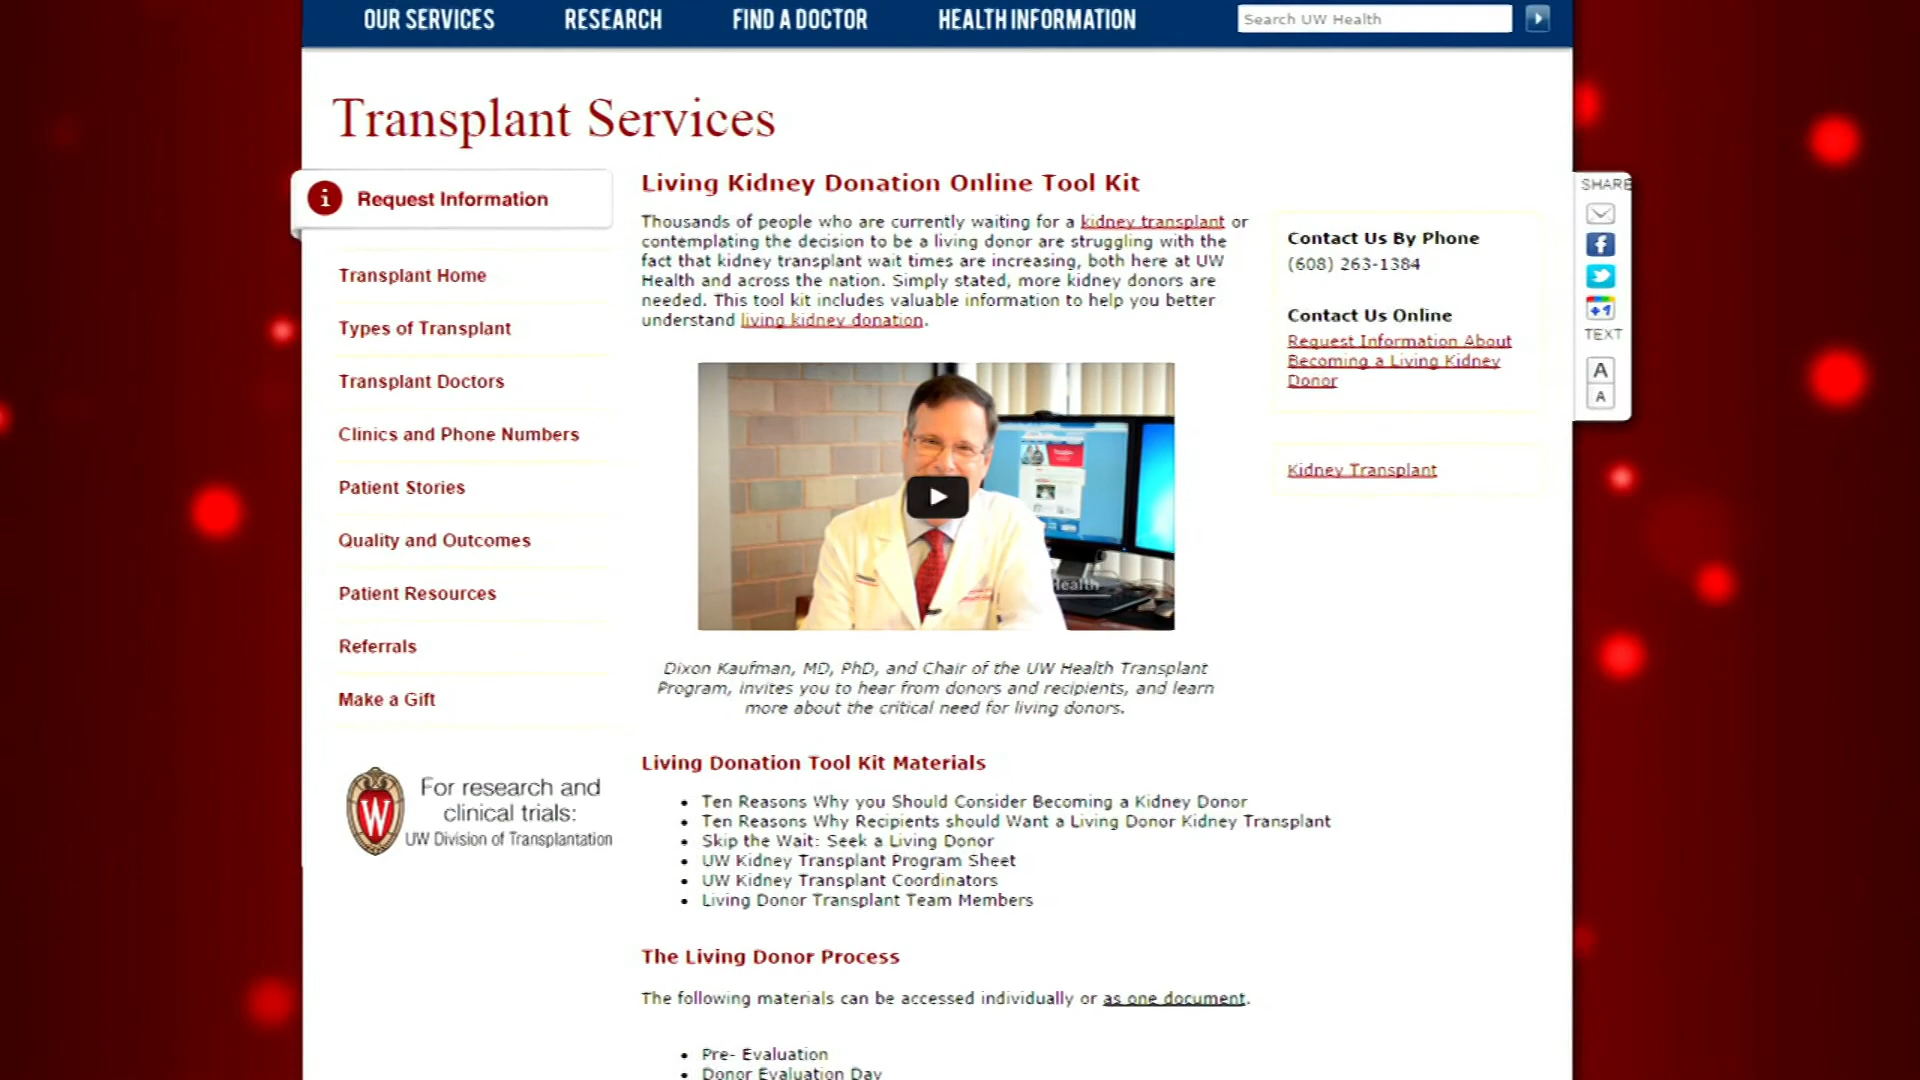 OUR SERVICES RESEARCH FIND A DOCTOR HEALTH INFORMATION Search UW Health
Transplant Services
Request Information
Transplant Home
Types of Transplant
Transplant Doctors
Clinics and Phone Numbers
Patient Stories
Quality and Outcomes
Patient Resources
Referrals
Make a Gift
For research and
clinical trials:
UW Division of Transplantation
W
Living Kidney Donation Online Tool Kit
Thousands of people who are currently waiting for a kidney transplant or
contemplating the decision to be a living donor are struggling with the
fact that kidney transplant wait times are increasing, both here at UW
Health and across the nation. Simply stated, more kidney donors are
needed. This tool kit includes valuable information to help you better
understand living kidney donation.
Health
Dixon Kaufman, MD, PhD, and Chair of the UW Health Transplant
Program, invites you to hear from donors and recipients, and learn
more about the critical need for living donors.
Living Donation Tool Kit Materials
Ten Reasons Why you Should Consider Becoming a Kidney Donor
Ten Reasons Why Recipients should Want a Living Donor Kidney Transplant
Skip the Wait: Seek a Living Donor
UW Kidney Transplant Program Sheet
UW Kidney Transplant Coordinators
Living Donor Transplant Team Members
The Living Donor Process
The following materials can be accessed individually or as one document.
Pre- Evaluation
Donor Evaluation Day
Contact Us By Phone
(608) 263-1384
Contact Us Online
Request Information About
Becoming a Living Kidney
Donor
Kidney Transplant
SHARE
f
+1
TEXT
A
A